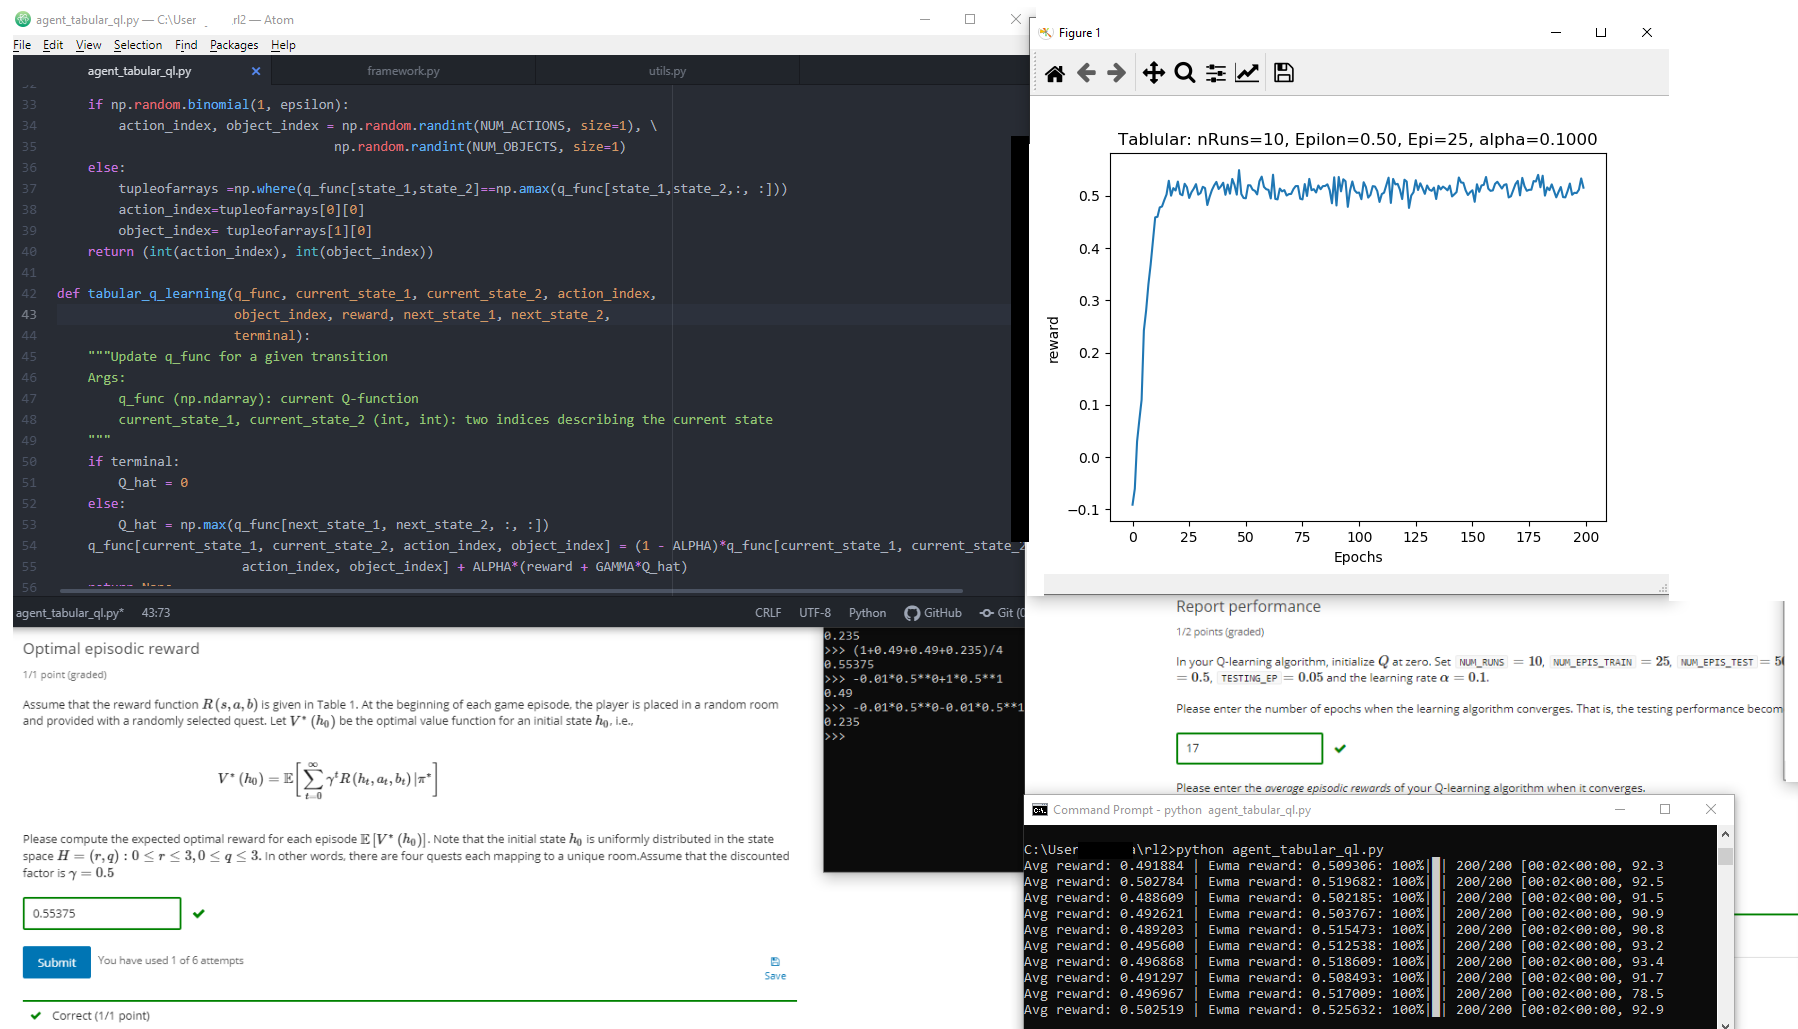 agent_tabular_ql.py — C:\User
.rl2 — Atom
File Edit View Selection Find Packages Help
agent_tabular_ql.py
framework.py
utils.py
33 if np.random.binomial(1, epsilon):
34 action_index, object_index = np.random.randint(NUM_ACTIONS, size=1), \
35 np.random.randint(NUM_OBJECTS, size=1)
36 else:
37 tupleofarrays =np.where(q_func[state_1,state_2]==np.amax(q_func[state_1,state_2,:, :]))
38 action_index=tupleofarrays[0][0]
39 object_index= tupleofarrays[1][0]
40 return (int(action_index), int(object_index))
41
42 def tabular_q_learning(q_func, current_state_1, current_state_2, action_index,
43 object_index, reward, next_state_1, next_state_2,
44 terminal):
45 """Update q_func for a given transition
46 Args:
47 q_func (np.ndarray): current Q-function
48 current_state_1, current_state_2 (int, int): two indices describing the current state
49 """
50 if terminal:
51 Q_hat = 0
52 else:
53 Q_hat = np.max(q_func[next_state_1, next_state_2, :, :])
54 q_func[current_state_1, current_state_2, action_index, object_index] = (1 - ALPHA)*q_func[current_state_1, current_state_2
55 action_index, object_index] + ALPHA*(reward + GAMMA*Q_hat)
56 return None
agent_tabular_ql.py* 43:73 CRLF UTF-8 Python GitHub Git (0
Figure 1
Tablular: nRuns=10, Epilon=0.50, Epi=25, alpha=0.1000
reward
0.5
0.4
0.3
0.2
0.1
0.0
−0.1
0 25 50 75 100 125 150 175 200
Epochs
Optimal episodic reward
1/1 point (graded)
Assume that the reward function R(s,a,b) is given in Table 1. At the beginning of each game episode, the player is placed in a random room
and provided with a randomly selected quest. Let V*(h0) be the optimal value function for an initial state h0, i.e.,
V*(h0) = 𝔼[∑_{t=0}^{∞} γ^t R(h_t, a_t, b_t) | π*]
Please compute the expected optimal reward for each episode 𝔼[V*(h0)]. Note that the initial state h0 is uniformly distributed in the state
space H = (r,q) : 0 ≤ r ≤ 3, 0 ≤ q ≤ 3. In other words, there are four quests each mapping to a unique room.Assume that the discounted
factor is γ = 0.5
0.55375
Submit You have used 1 of 6 attempts
Save
Correct (1/1 point)
0.235
>>> (1+0.49+0.49+0.235)/4
0.55375
>>> -0.01*0.5**0+1*0.5**1
0.49
>>> -0.01*0.5**0-0.01*0.5**1
0.235
>>>
Report performance
1/2 points (graded)
In your Q-learning algorithm, initialize Q at zero. Set NUM_RUNS = 10, NUM_EPIS_TRAIN = 25, NUM_EPIS_TEST = 50
= 0.5, TESTING_EP = 0.05 and the learning rate α = 0.1.
Please enter the number of epochs when the learning algorithm converges. That is, the testing performance becom
17
Please enter the average episodic rewards of your Q-learning algorithm when it converges.
Command Prompt - python agent_tabular_ql.py
C:\User \rl2>python agent_tabular_ql.py
Avg reward: 0.491884 | Ewma reward: 0.509306: 100%| | 200/200 [00:02<00:00, 92.3
Avg reward: 0.502784 | Ewma reward: 0.519682: 100%| | 200/200 [00:02<00:00, 92.5
Avg reward: 0.488609 | Ewma reward: 0.502185: 100%| | 200/200 [00:02<00:00, 91.5
Avg reward: 0.492621 | Ewma reward: 0.503767: 100%| | 200/200 [00:02<00:00, 90.9
Avg reward: 0.489203 | Ewma reward: 0.515473: 100%| | 200/200 [00:02<00:00, 90.8
Avg reward: 0.495600 | Ewma reward: 0.512538: 100%| | 200/200 [00:02<00:00, 93.2
Avg reward: 0.496868 | Ewma reward: 0.518609: 100%| | 200/200 [00:02<00:00, 93.4
Avg reward: 0.491297 | Ewma reward: 0.508493: 100%| | 200/200 [00:02<00:00, 91.7
Avg reward: 0.496967 | Ewma reward: 0.517009: 100%| | 200/200 [00:02<00:00, 78.5
Avg reward: 0.502519 | Ewma reward: 0.525632: 100%| | 200/200 [00:02<00:00, 92.9